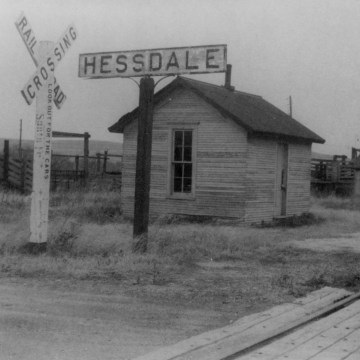 RAIL ROAD
CROSSING
LOOK OUT FOR THE CARS
HESSDALE